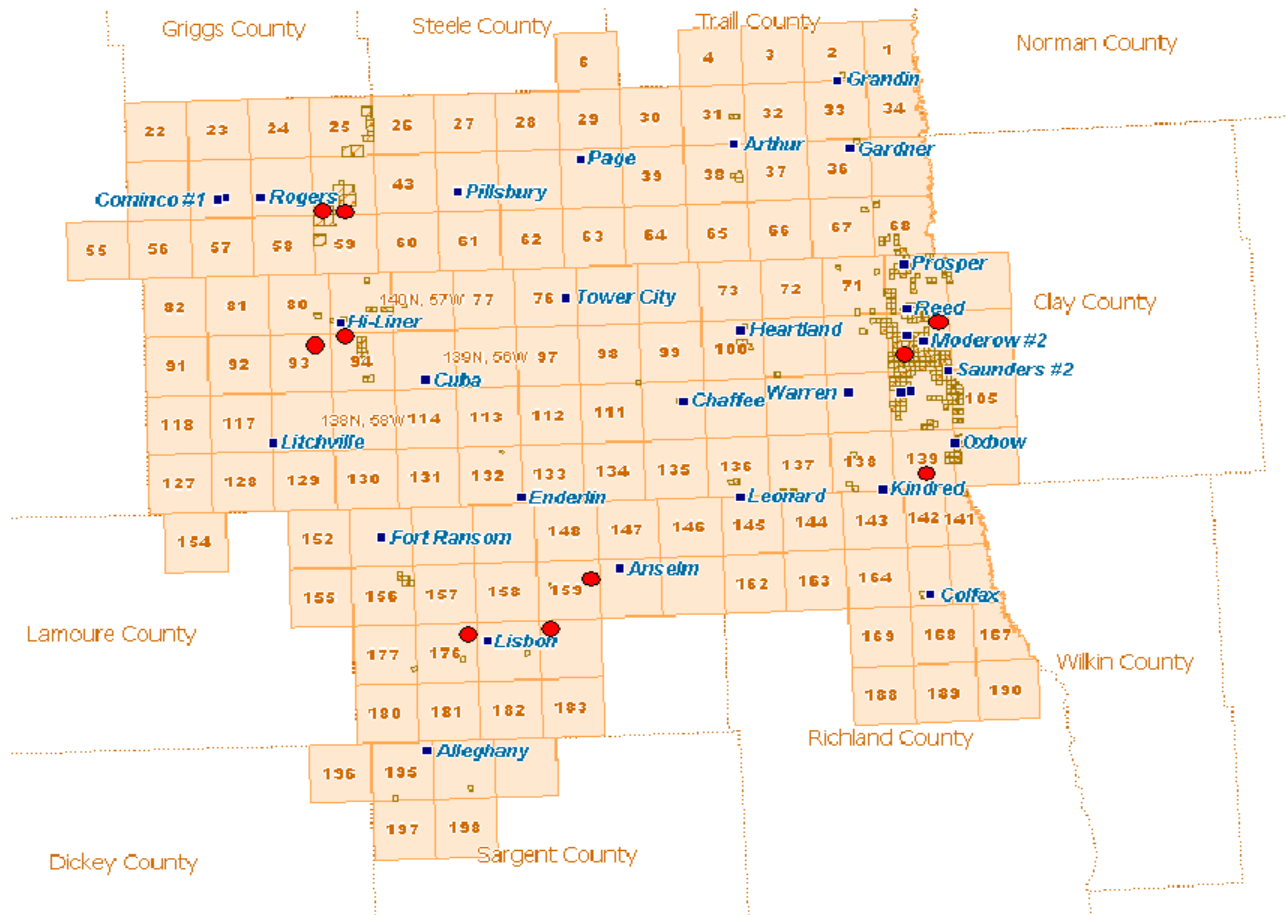 Griggs County
Steele County
Traill County
Norman County
6
4
3
2
1
Grandin
22
23
24
25
26
27
28
29
30
31
32
33
34
Arthur
Gardner
Page
43
39
38
37
36
Cominco #1
Rogers
Pillsbury
55
56
57
58
59
60
61
62
63
64
65
66
67
68
Prosper
82
81
80
140N, 57W
77
76
Tower City
73
72
71
Reed
Clay County
Hi-Liner
Heartland
Moderow #2
91
92
93
94
139N, 56W
97
98
99
100
Saunders #2
Cuba
Chaffee
Warren
105
118
117
138N, 58W
114
113
112
111
Litchville
Oxbow
127
128
129
130
131
132
133
134
135
136
137
138
139
Enderlin
Leonard
Kindred
154
152
Fort Ransom
148
147
146
145
144
143
142
141
Anselm
155
156
157
158
159
162
163
164
Colfax
Lamoure County
177
176
Lisbon
169
168
167
Wilkin County
180
181
182
183
188
189
190
Richland County
Alleghany
196
195
197
198
Dickey County
Sargent County